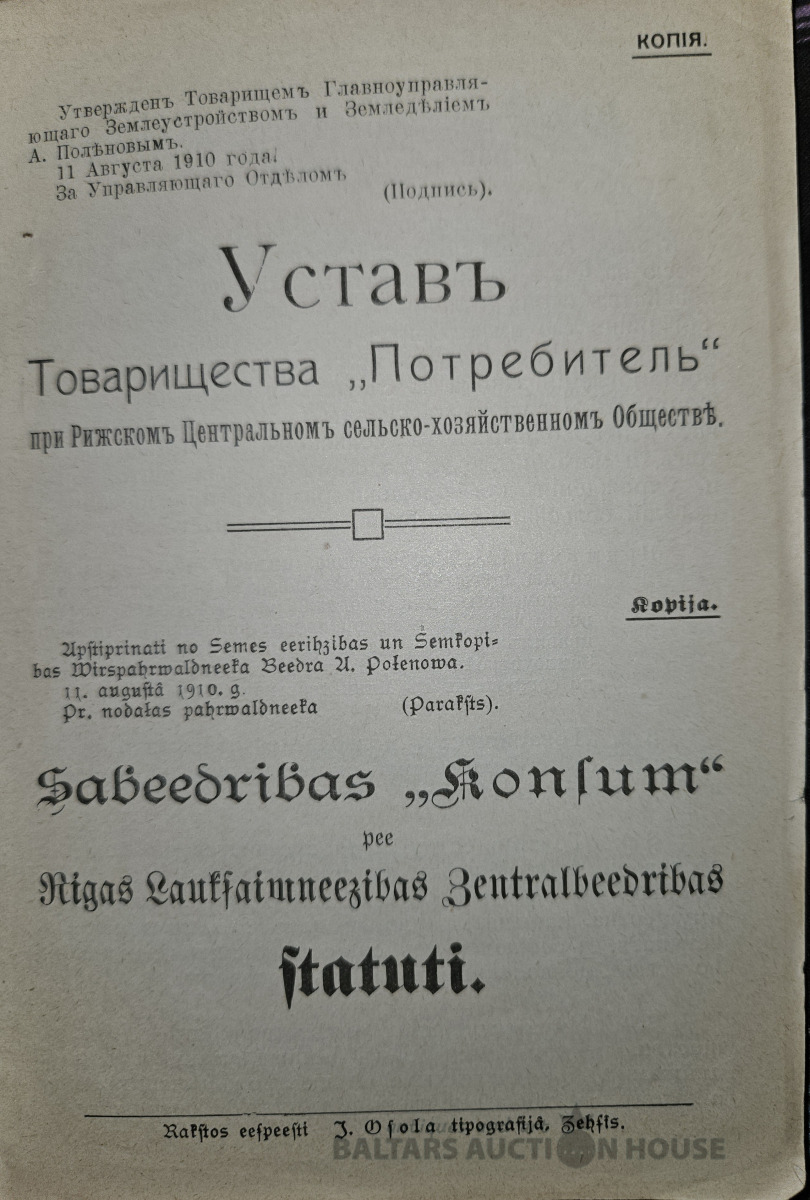 КОПІЯ.
Утвержденъ Товарищемъ Главноуправля-
ющаго Землеустройствомъ и Земледѣліемъ
А. Полѣновымъ.
11 Августа 1910 года.
За Управляющаго Отдѣломъ (Подпись).
Уставъ
Товарищества „Потребитель“
при Рижскомъ Центральномъ сельско-хозяйственномъ Обществѣ.
Kopija.
Apſtiprinati no Semes eerihzibas un Semkopi-
bas Wirspahrwaldneeka Beedra A. Poļenowa.
11. auguſtâ 1910. g.
Pr. nodaļas pahrwaldneeka (Parakſts).
Sabeedribas „Konſum“
pee
Rigas Laukſaimneezibas Zentralbeedribas
ſtatuti.
Rakſtos eeſpeeſti J. Oſola tipografijâ, Zehſis.
BALTARS AUCTION HOUSE